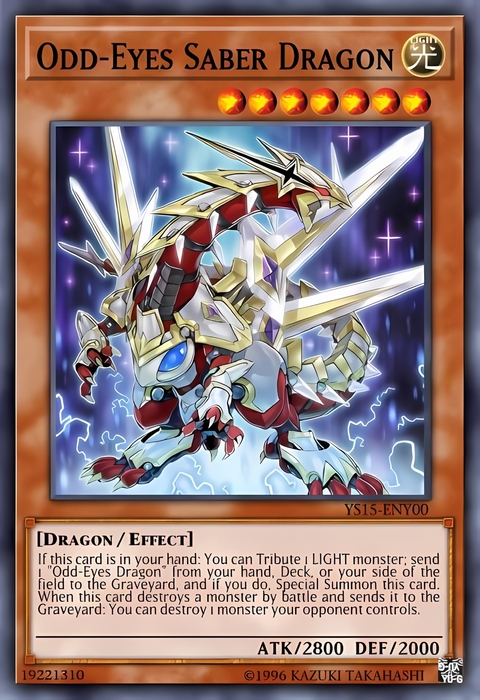 ODD-EYES SABER DRAGON
LIGHT
光
YS15-ENY00
[DRAGON / EFFECT]
If this card is in your hand: You can Tribute 1 LIGHT monster; send
1 "Odd-Eyes Dragon" from your hand, Deck, or your side of the
field to the Graveyard, and if you do, Special Summon this card.
When this card destroys a monster by battle and sends it to the
Graveyard: You can destroy 1 monster your opponent controls.
ATK/2800 DEF/2000
19221310
©1996 KAZUKI TAKAHASHI